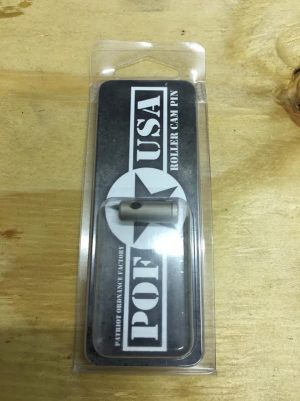 POF USA
ROLLER CAM PIN
PATRIOT ORDNANCE FACTORY